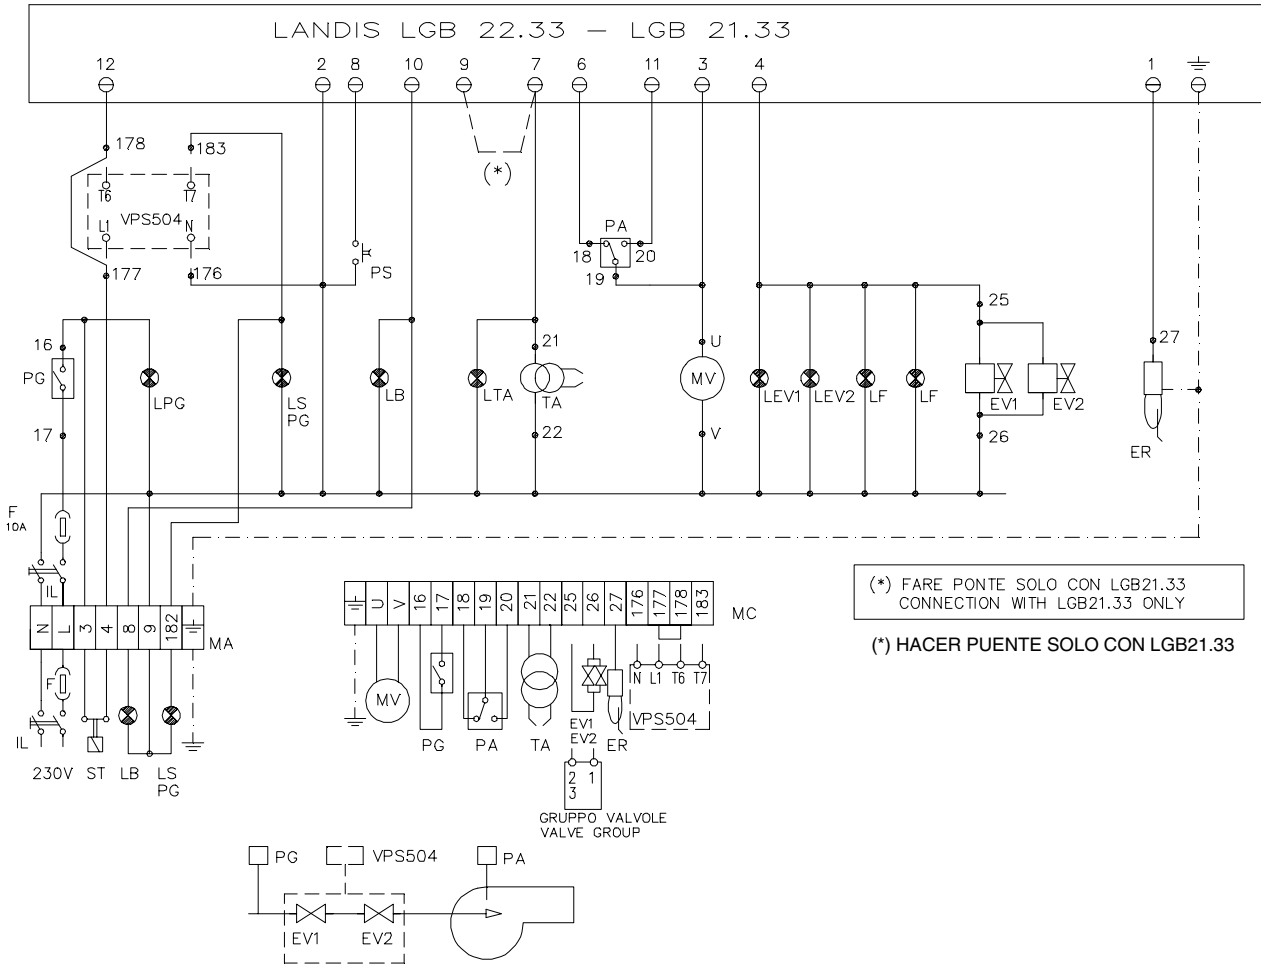 LANDIS LGB 22.33 – LGB 21.33
12 2 8 10 9 7 6 11 3 4 1
178 183
(*)
T6 T7
VPS504
L1 N
PA
18 20
19
PS
177 176
25
16 21 U 27
PG LPG LS PG LB LTA TA MV LEV1 LEV2 LF LF EV1 EV2
17 22 V 26
ER
F
10A
IL
N L 3 4 8 9 182 MA
F
IL
230V ST LB LS
PG
U V 16 17 18 19 20 21 22 25 26 27 176 177 178 183 MC
N L1 T6 T7
MV
VPS504
EV1
EV2
PG PA TA ER
2 1
3
GRUPPO VALVOLE
VALVE GROUP
(*) FARE PONTE SOLO CON LGB21.33
CONNECTION WITH LGB21.33 ONLY
(*) HACER PUENTE SOLO CON LGB21.33
PG VPS504 PA
EV1 EV2